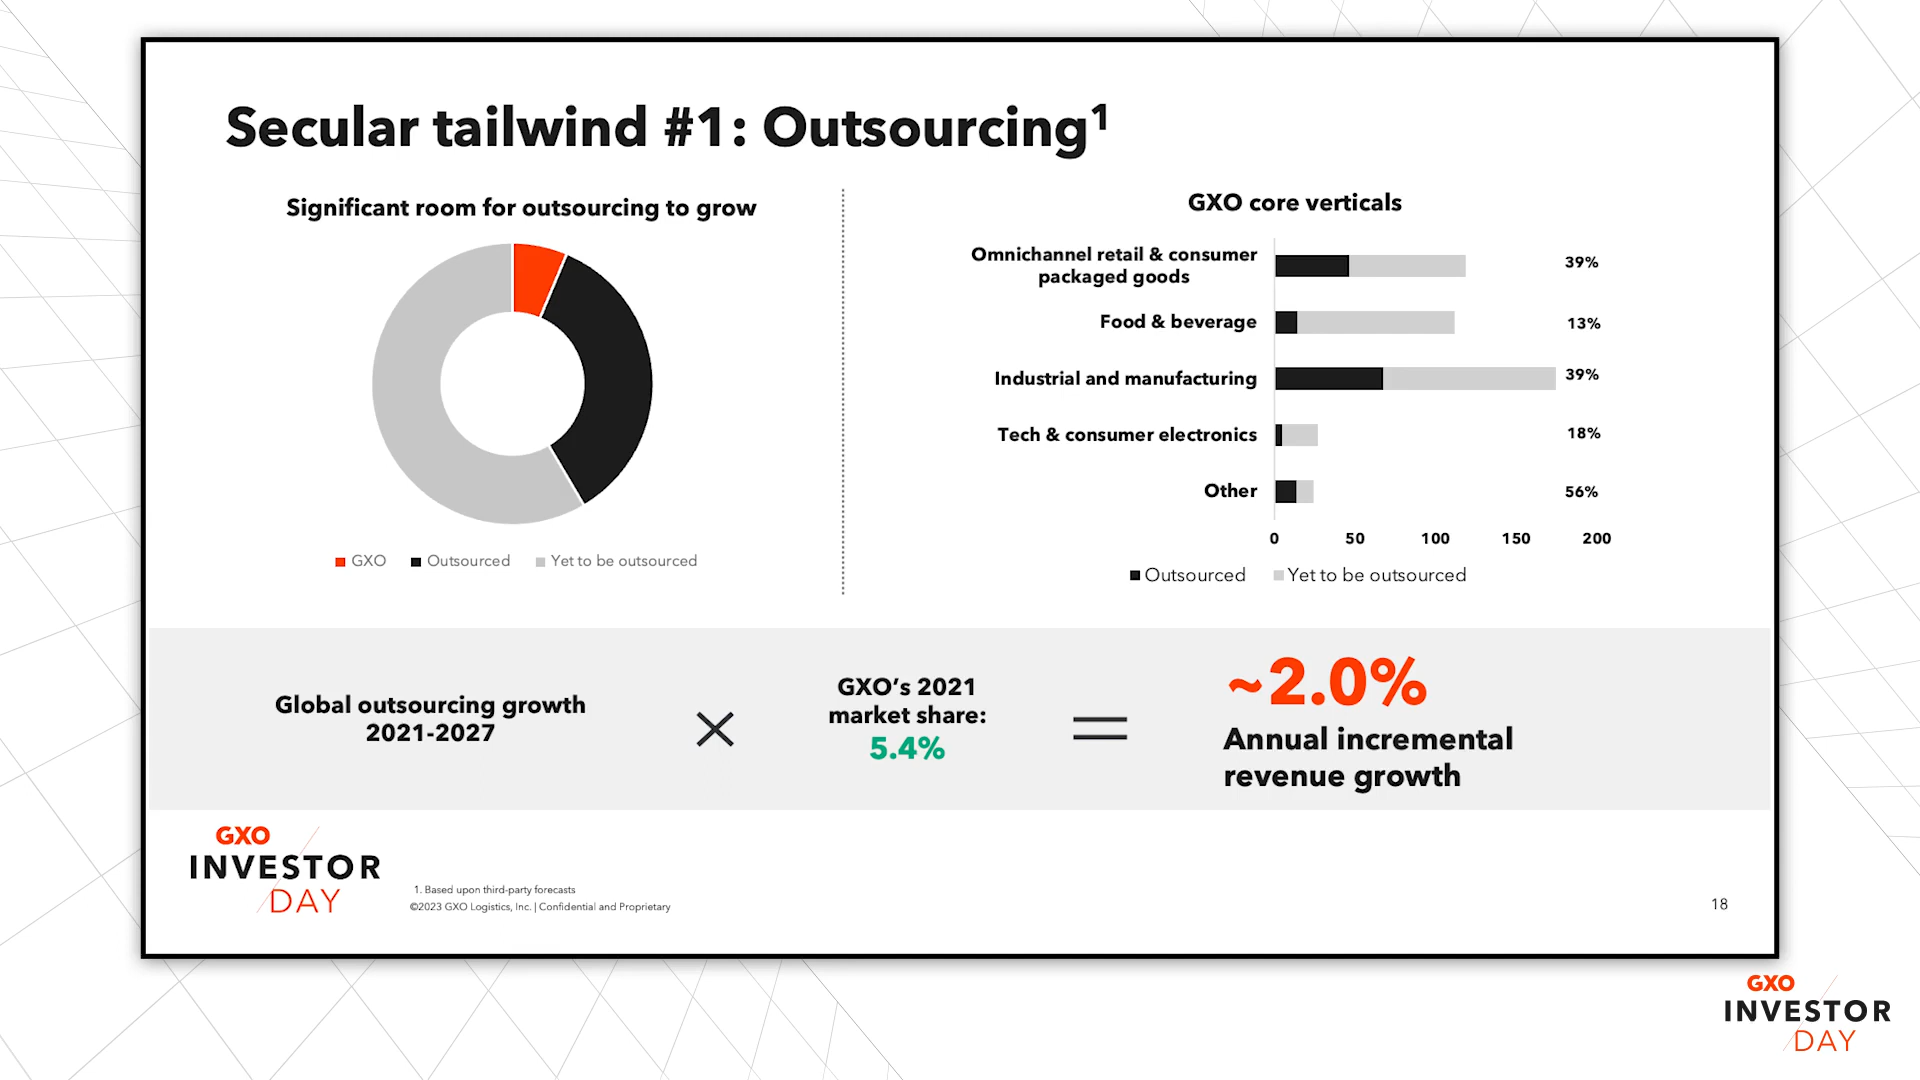 Secular tailwind #1: Outsourcing¹
Significant room for outsourcing to grow
GXO
Outsourced
Yet to be outsourced
GXO core verticals
Omnichannel retail & consumer
packaged goods
39%
Food & beverage
13%
Industrial and manufacturing
39%
Tech & consumer electronics
18%
Other
56%
0 50 100 150 200
Outsourced
Yet to be outsourced
Global outsourcing growth
2021-2027
×
GXO’s 2021
market share:
5.4%
=
~2.0%
Annual incremental
revenue growth
GXO
INVESTOR
DAY
1. Based upon third-party forecasts
©2023 GXO Logistics, Inc. | Confidential and Proprietary
18
GXO
INVESTOR
DAY